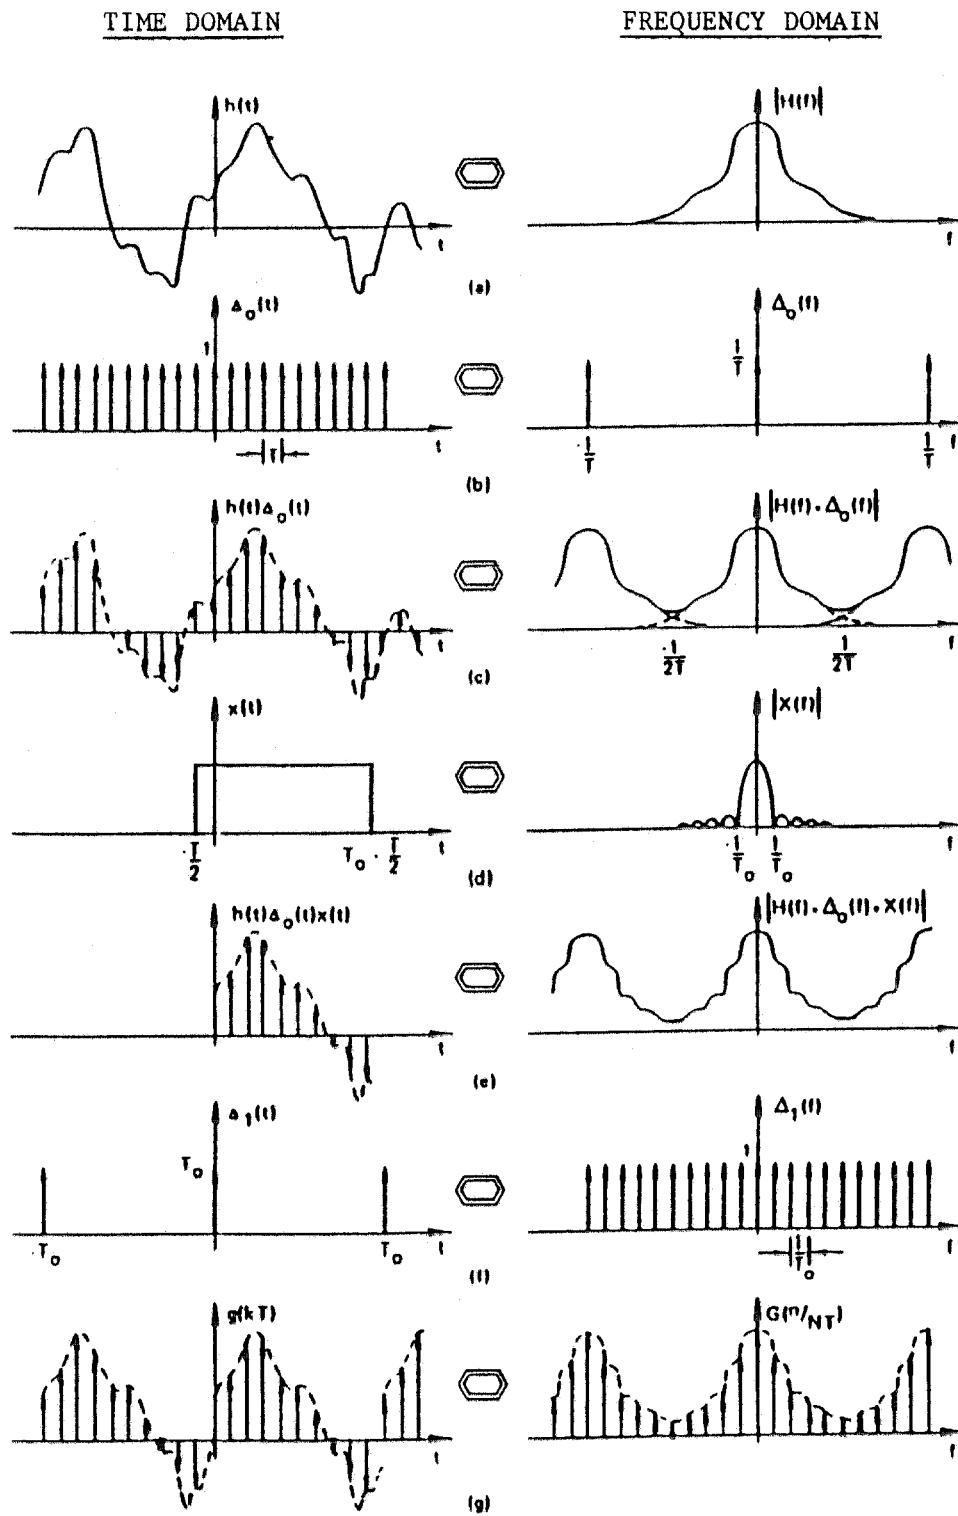 TIME DOMAIN
FREQUENCY DOMAIN
h(t)
|H(f)|
t
f
(a)
Δ₀(t)
Δ₀(f)
1
1/T
t
f
T
-1/T
1/T
(b)
h(t)Δ₀(t)
|H(f)*Δ₀(f)|
t
f
-1/2T
1/2T
(c)
x(t)
|X(f)|
t
f
-T/2
T₀-T/2
-1/T₀
1/T₀
(d)
h(t)Δ₀(t)x(t)
|H(f)*Δ₀(f)*X(f)|
t
f
(e)
Δ₁(t)
Δ₁(f)
T₀
1
t
f
-T₀
T₀
1/T₀
(f)
g(kT)
G(n/NT)
t
f
(g)